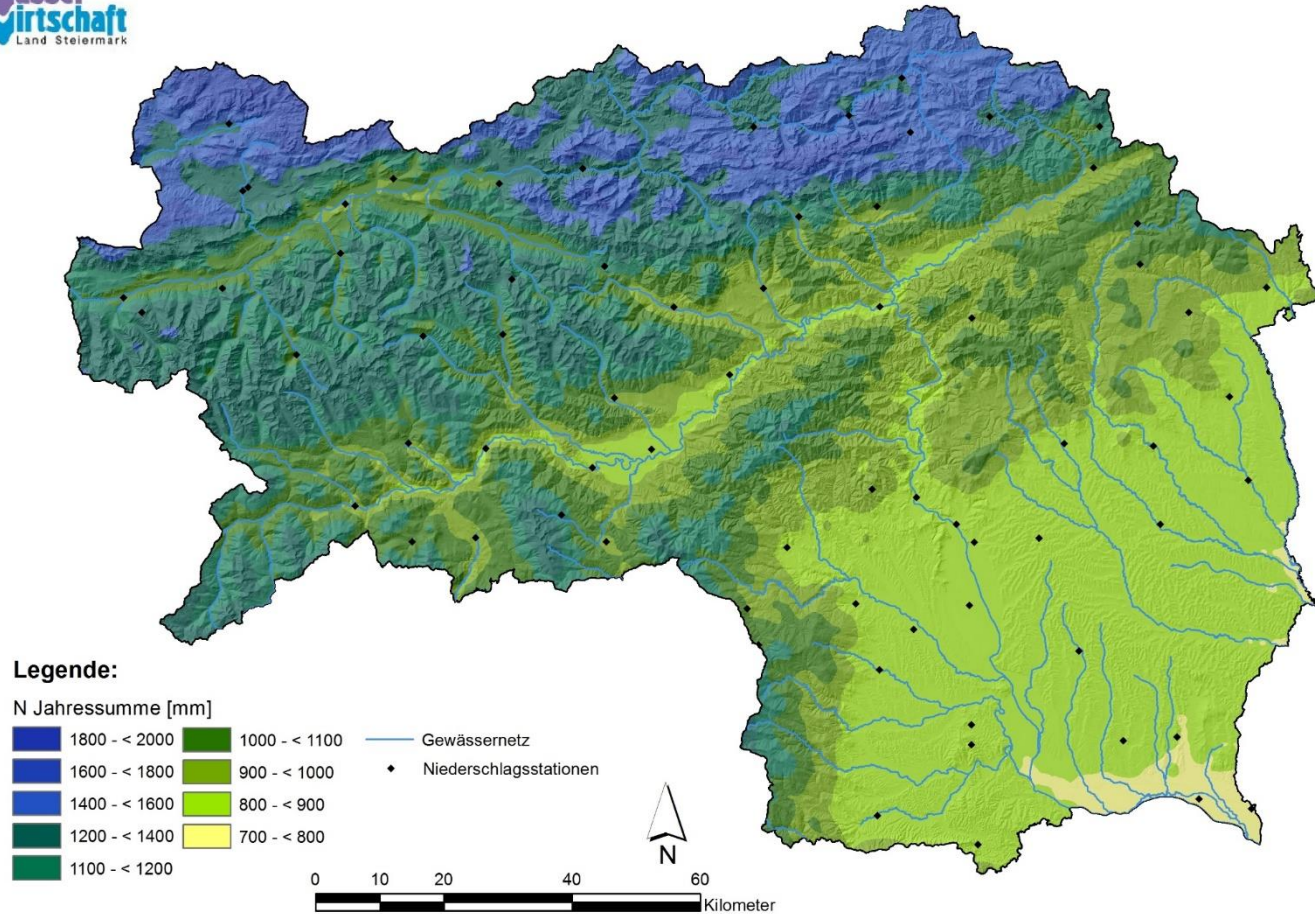 irtschaft
Land Steiermark
Legende:
N Jahressumme [mm]
1800 - < 2000
1600 - < 1800
1400 - < 1600
1200 - < 1400
1100 - < 1200
1000 - < 1100
900 - < 1000
800 - < 900
700 - < 800
Gewässernetz
Niederschlagsstationen
N
0 10 20 40 60
Kilometer